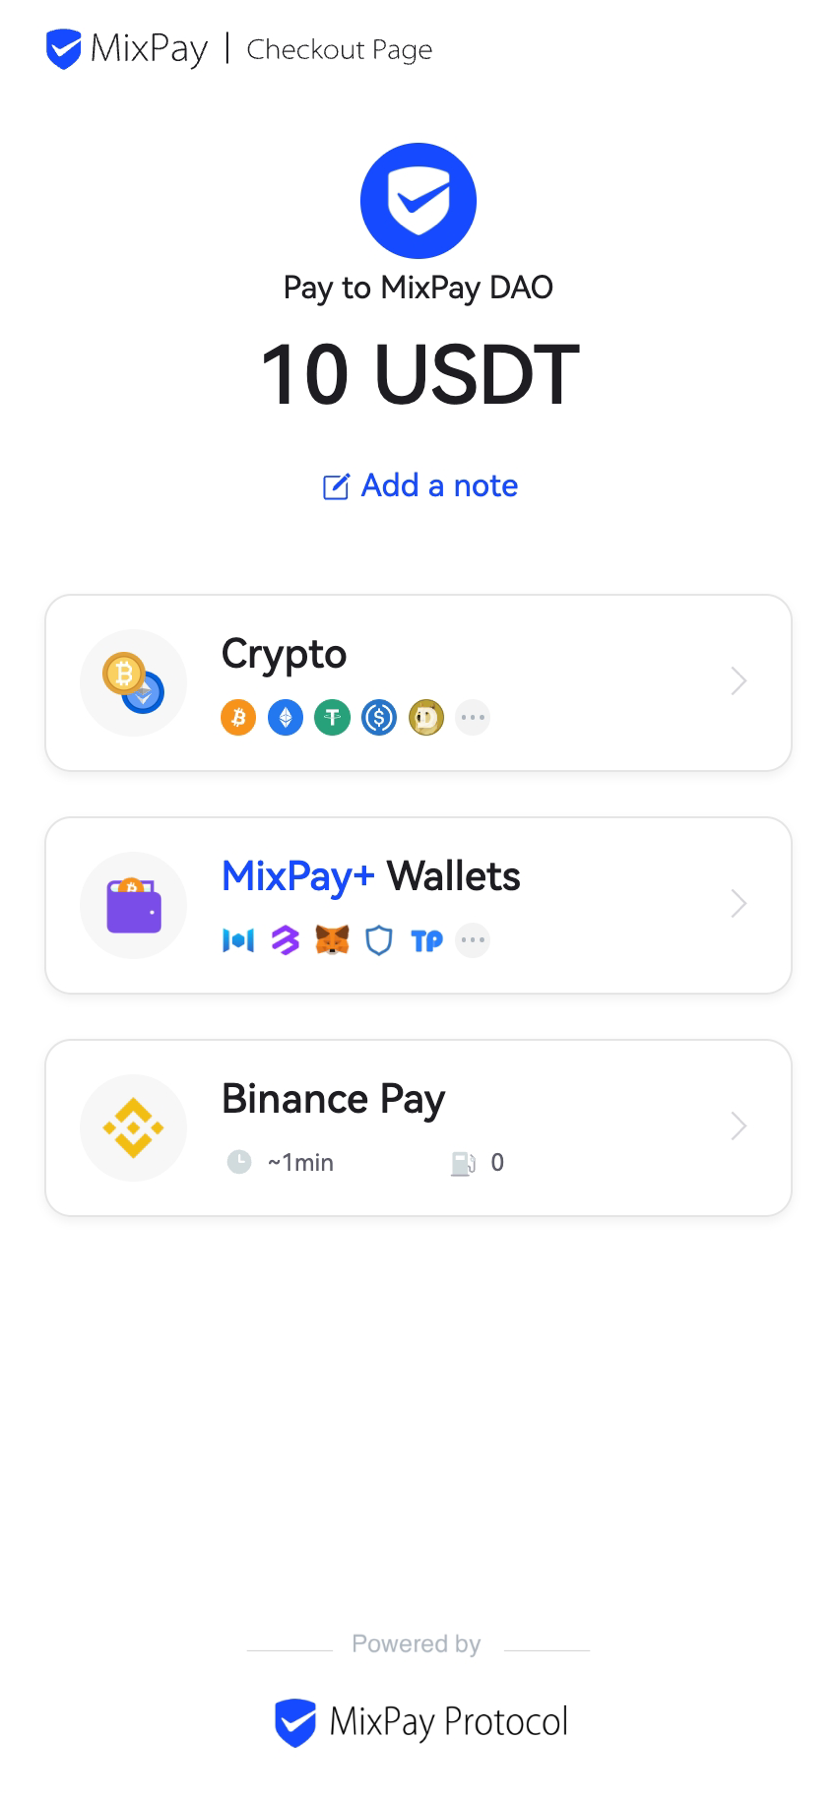 MixPay | Checkout Page
Pay to MixPay DAO
10 USDT
Add a note
Crypto
MixPay+ Wallets
TP
Binance Pay
~1min 0
Powered by
MixPay Protocol